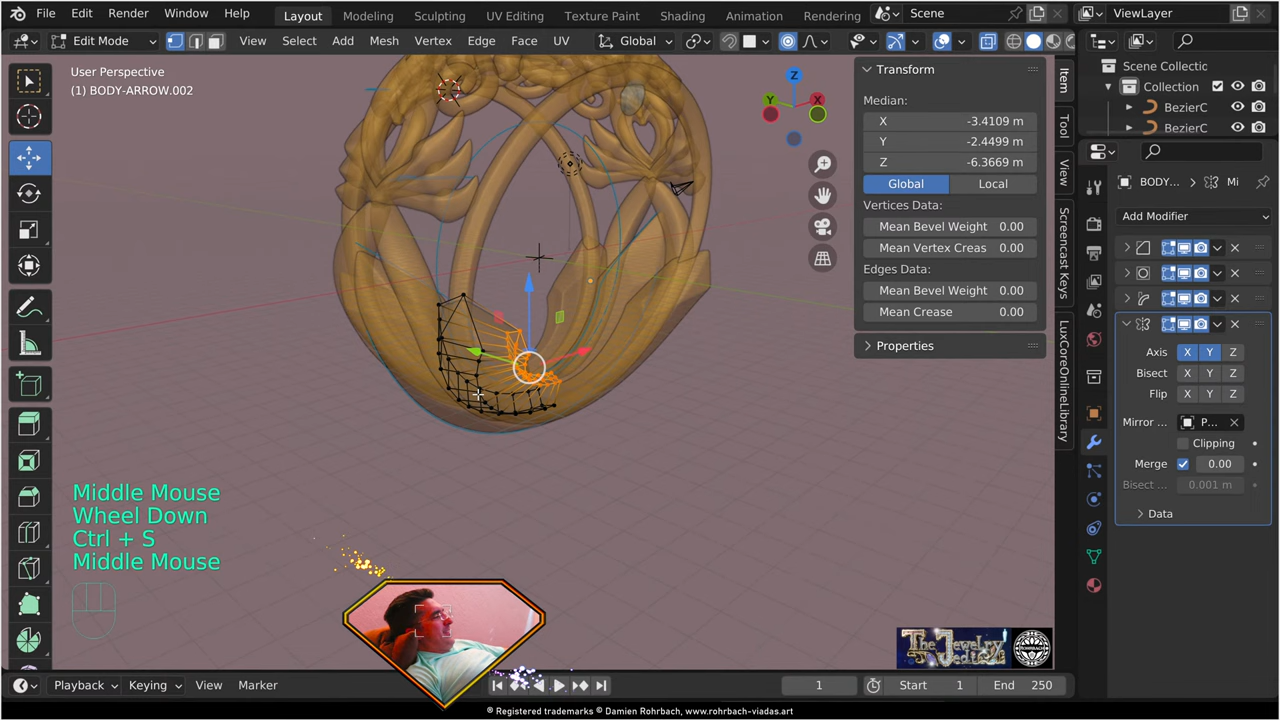 File Edit Render Window Help
Layout Modeling Sculpting UV Editing Texture Paint Shading Animation Rendering
Scene
ViewLayer
Edit Mode
View Select Add Mesh Vertex Edge Face UV
Global
User Perspective
(1) BODY-ARROW.002
Z
Y
X
Transform
Median:
X -3.4109 m
Y -2.4499 m
Z -6.3669 m
Global Local
Vertices Data:
Mean Bevel Weight 0.00
Mean Vertex Creas 0.00
Edges Data:
Mean Bevel Weight 0.00
Mean Crease 0.00
Properties
Item
Tool
View
Screencast Keys
LuxCoreOnlineLibrary
Scene Collectic
Collection
BezierC
BezierC
BODY... Mi
Add Modifier
Axis X Y Z
Bisect X Y Z
Flip X Y Z
Mirror ... P...
Clipping
Merge 0.00
Bisect ... 0.001 m
Data
Middle Mouse
Wheel Down
Ctrl + S
Middle Mouse
The Jewelry
Vedias
ROHRBACH
Playback Keying View Marker
1
Start 1
End 250
® Registered trademarks © Damien Rohrbach, www.rohrbach-viadas.art